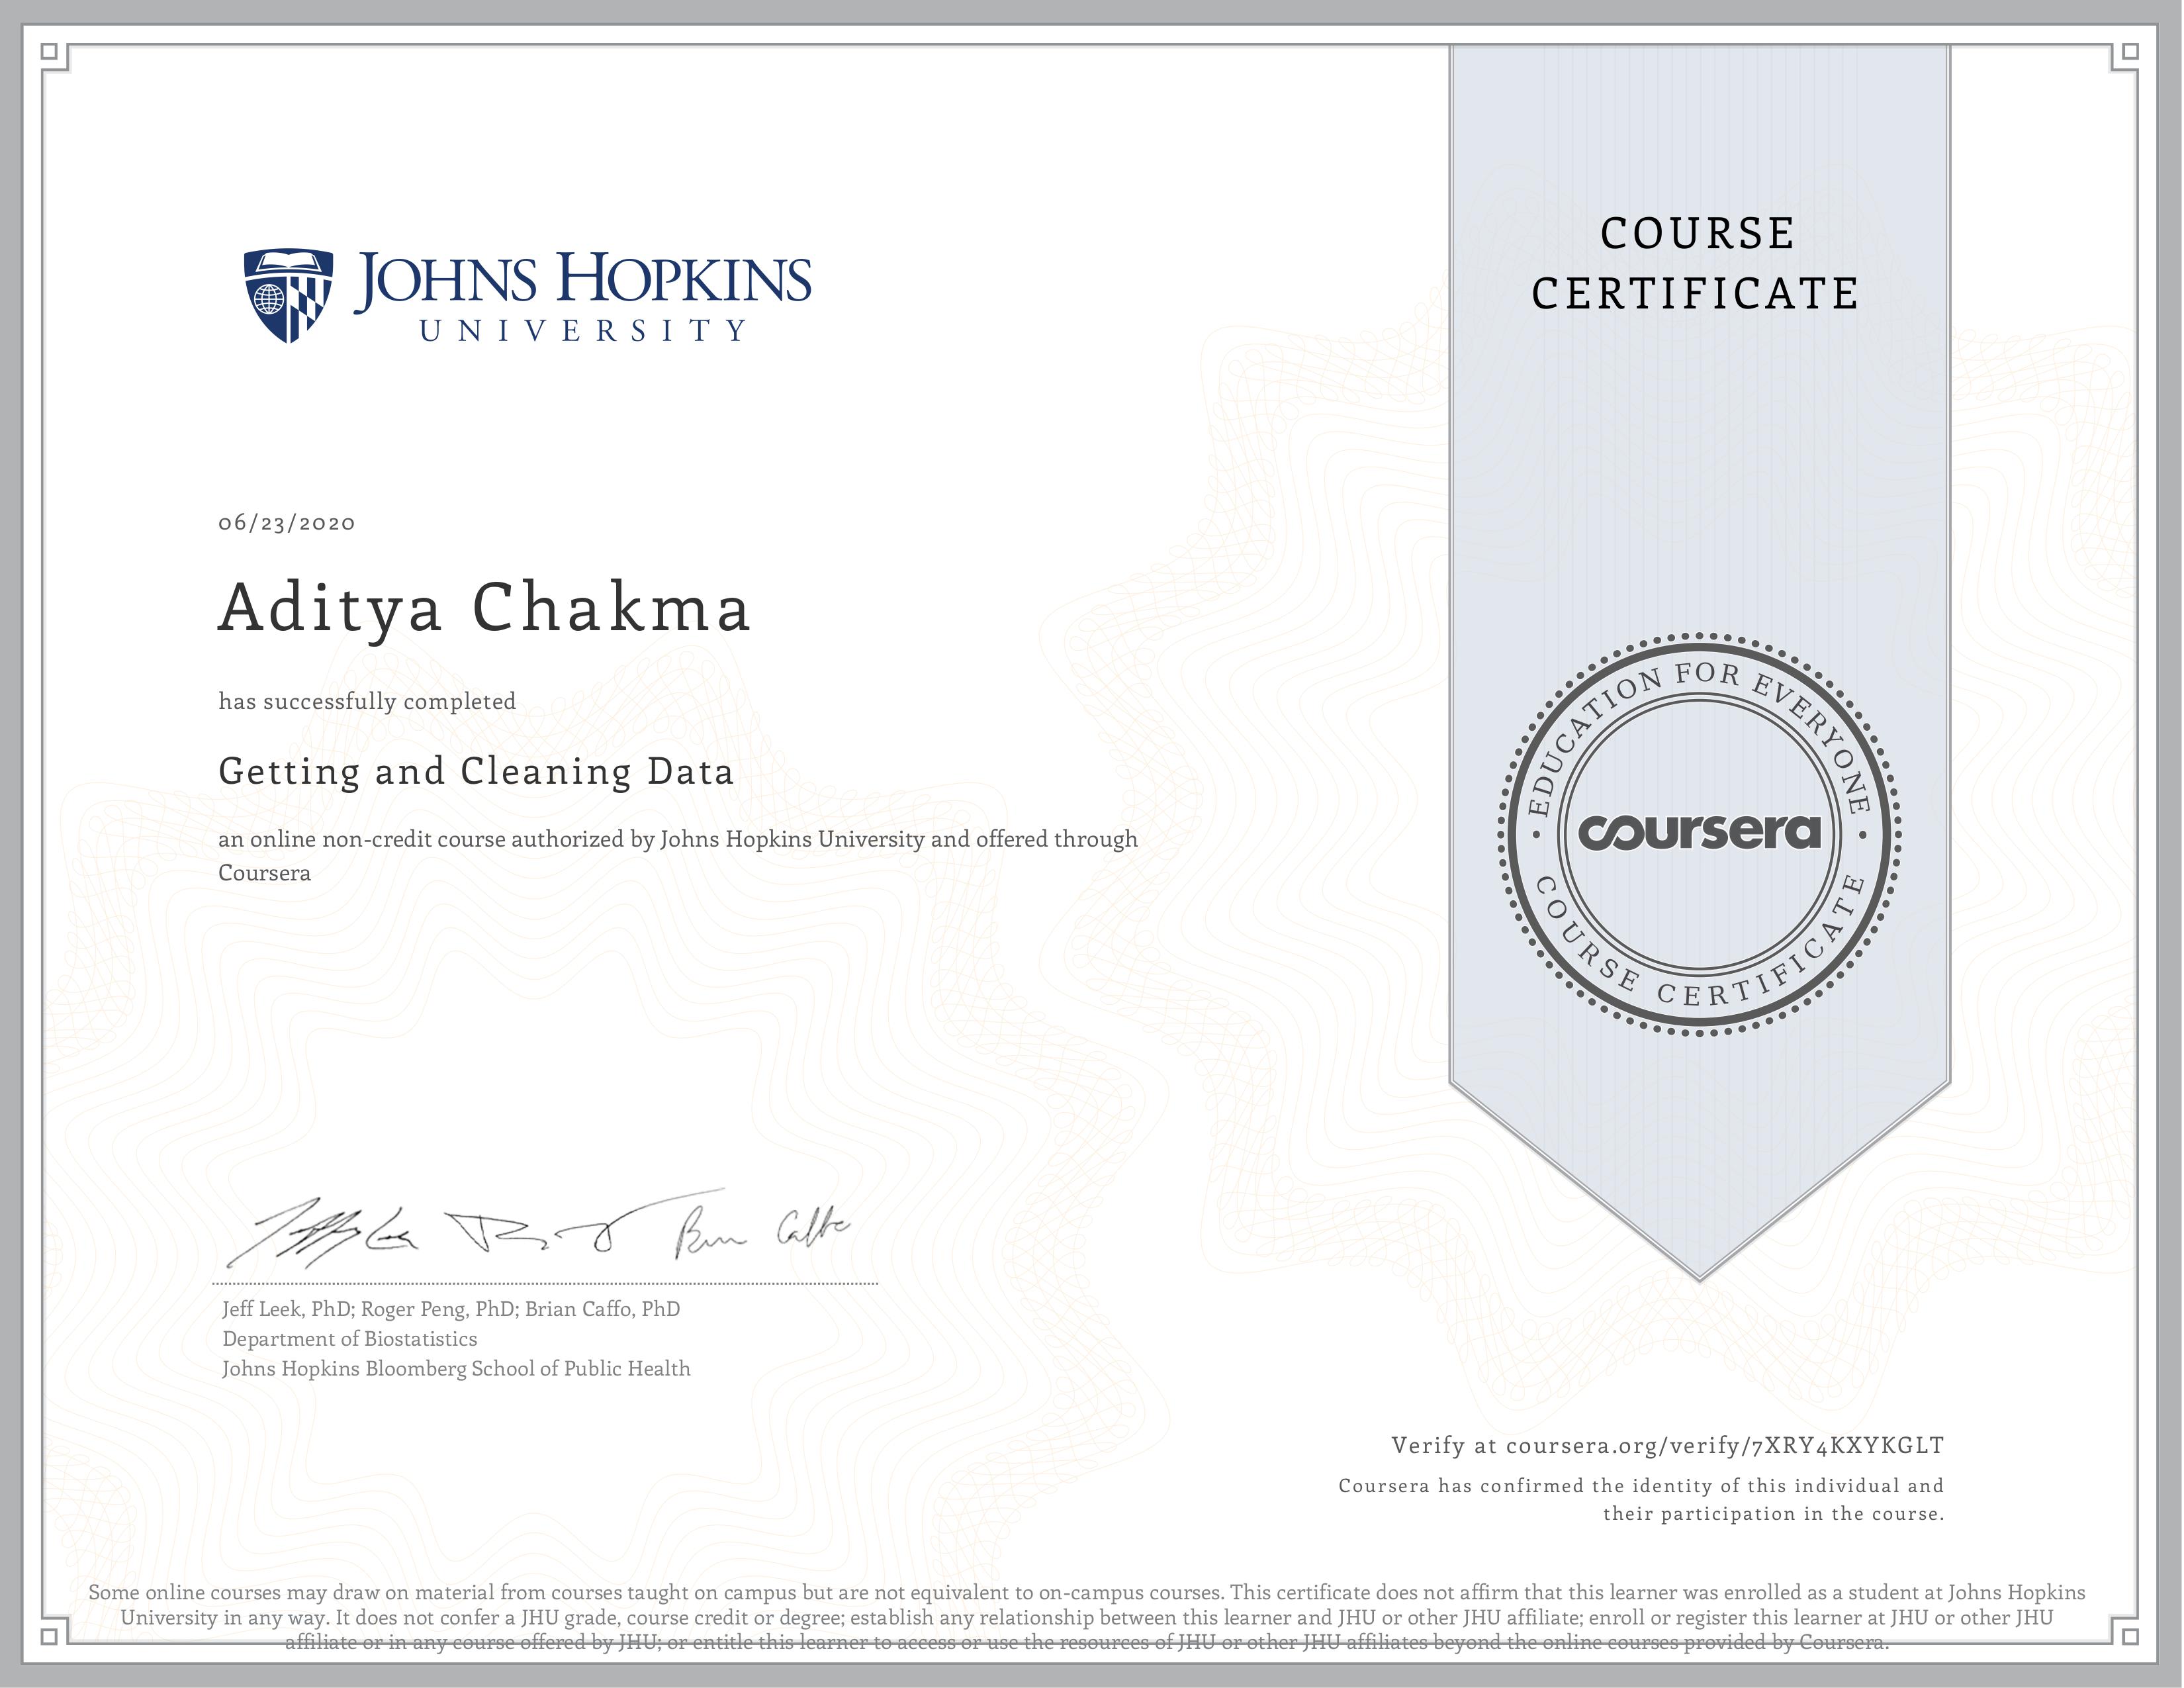 JOHNS HOPKINS
UNIVERSITY
COURSE
CERTIFICATE
06/23/2020
Aditya Chakma
has successfully completed
Getting and Cleaning Data
an online non-credit course authorized by Johns Hopkins University and offered through
Coursera
EDUCATION FOR EVERYONE
coursera
COURSE CERTIFICATE
Jeff Leek, PhD; Roger Peng, PhD; Brian Caffo, PhD
Department of Biostatistics
Johns Hopkins Bloomberg School of Public Health
Verify at coursera.org/verify/7XRY4KXYKGLT
Coursera has confirmed the identity of this individual and
their participation in the course.
Some online courses may draw on material from courses taught on campus but are not equivalent to on-campus courses. This certificate does not affirm that this learner was enrolled as a student at Johns Hopkins
University in any way. It does not confer a JHU grade, course credit or degree; establish any relationship between this learner and JHU or other JHU affiliate; enroll or register this learner at JHU or other JHU
affiliate or in any course offered by JHU; or entitle this learner to access or use the resources of JHU or other JHU affiliates beyond the online courses provided by Coursera.